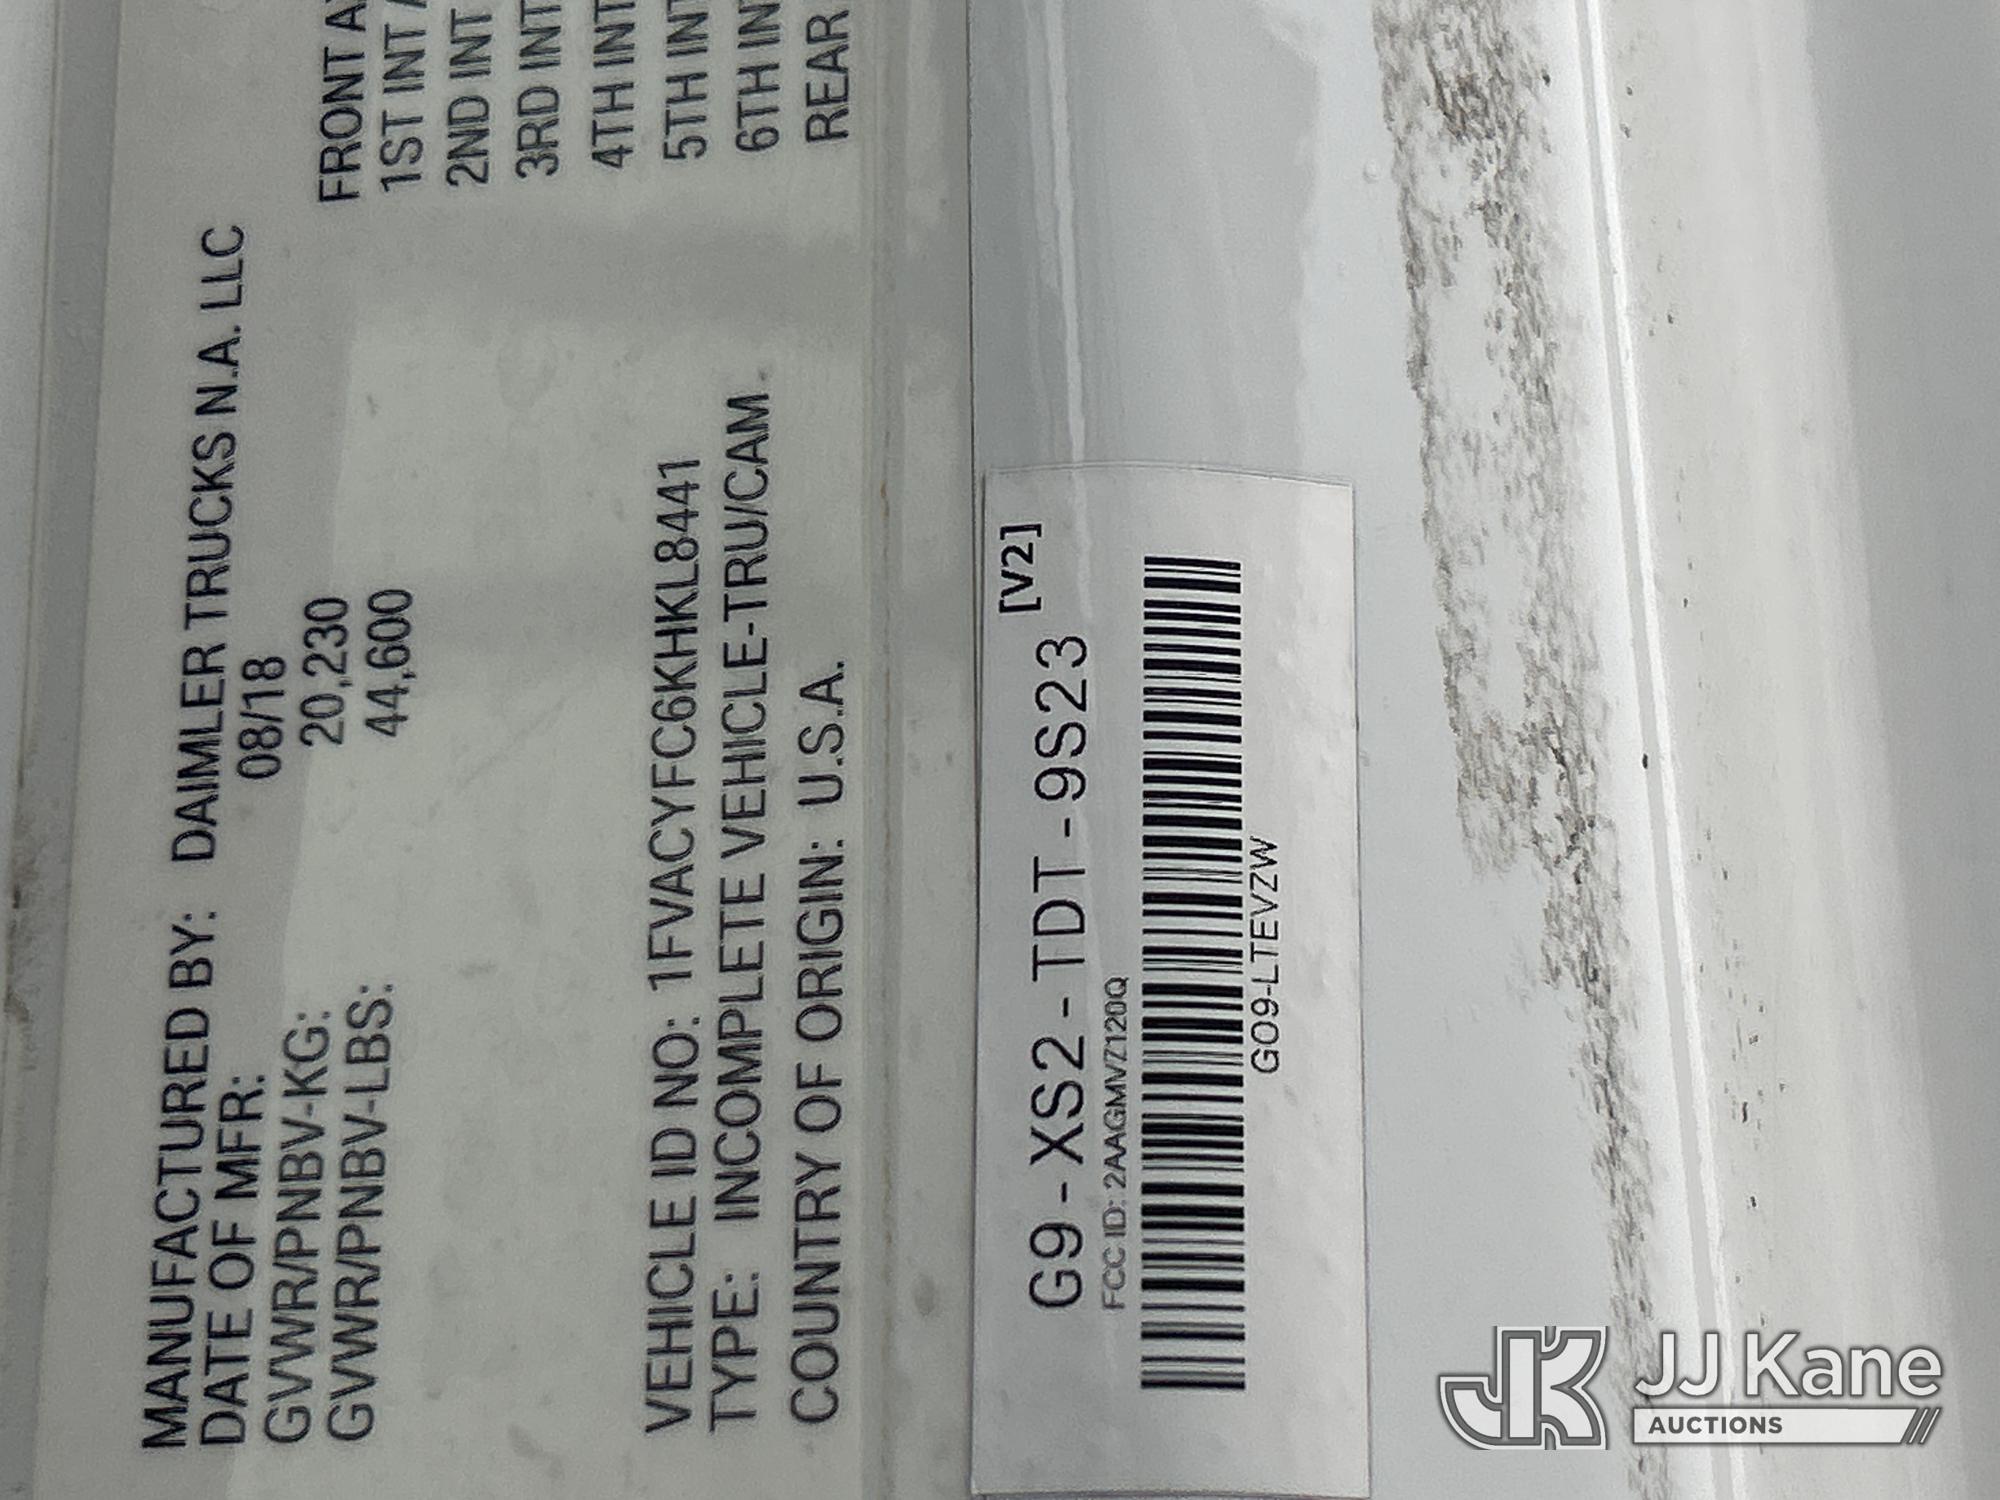 MANUFACTURED BY: DAIMLER TRUCKS N.A. LLC
DATE OF MFR: 08/18
GVWR/PNBV-KG: 20,230
GVWR/PNBV-LBS: 44,600
FRONT
1ST INT
2ND INT
3RD INT
4TH INT
5TH INT
6TH INT
REAR
VEHICLE ID NO: 1FVACYFC6KHKL8441
TYPE: INCOMPLETE VEHICLE-TRU/CAM
COUNTRY OF ORIGIN: U.S.A.
G9-XS2-TDT-9S23 [V2]
FCC ID: 2AAGMVZ120Q
GO9-LTEVZW
JJ Kane
AUCTIONS